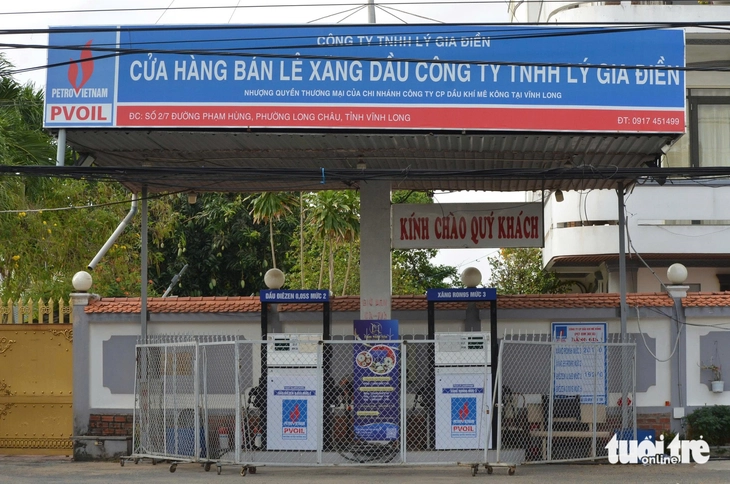 CÔNG TY TNHH LÝ GIA ĐIỀN
CỬA HÀNG BÁN LẺ XĂNG DẦU CÔNG TY TNHH LÝ GIA ĐIỀN
NHƯỢNG QUYỀN THƯƠNG MẠI CỦA CHI NHÁNH CÔNG TY CP DẦU KHÍ MÊ KÔNG TẠI VĨNH LONG
PETROVIETNAM
PVOIL
ĐC: SỐ 2/7 ĐƯỜNG PHẠM HÙNG, PHƯỜNG LONG CHÂU, TỈNH VĨNH LONG
ĐT: 0917 451499
KÍNH CHÀO QUÝ KHÁCH
DẦU ĐIÊZEN 0,05S MỨC 2
XĂNG RON95 MỨC 3
PVOIL
PVOIL
tuổi trẻ
online